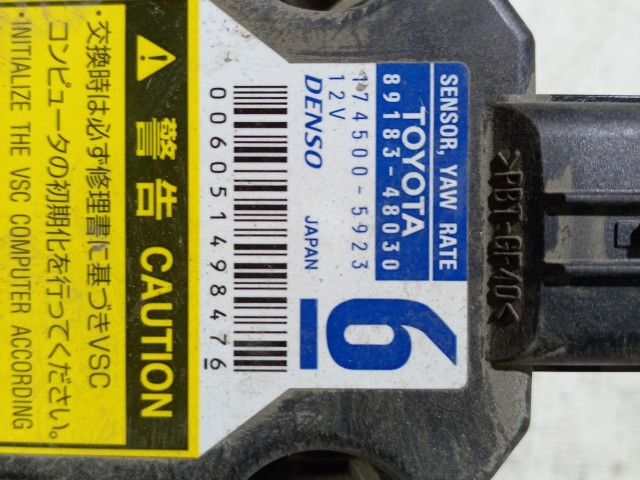 SENSOR, YAW RATE
TOYOTA
89183-48030
174500-5923
12V
DENSO JAPAN
6
006051498476
警告 CAUTION
・交換時は必ず修理書に基づきVSC
コンピュータの初期化を行ってください。
・INITIALIZE THE VSC COMPUTER ACCORDING
>PBT-GF40<